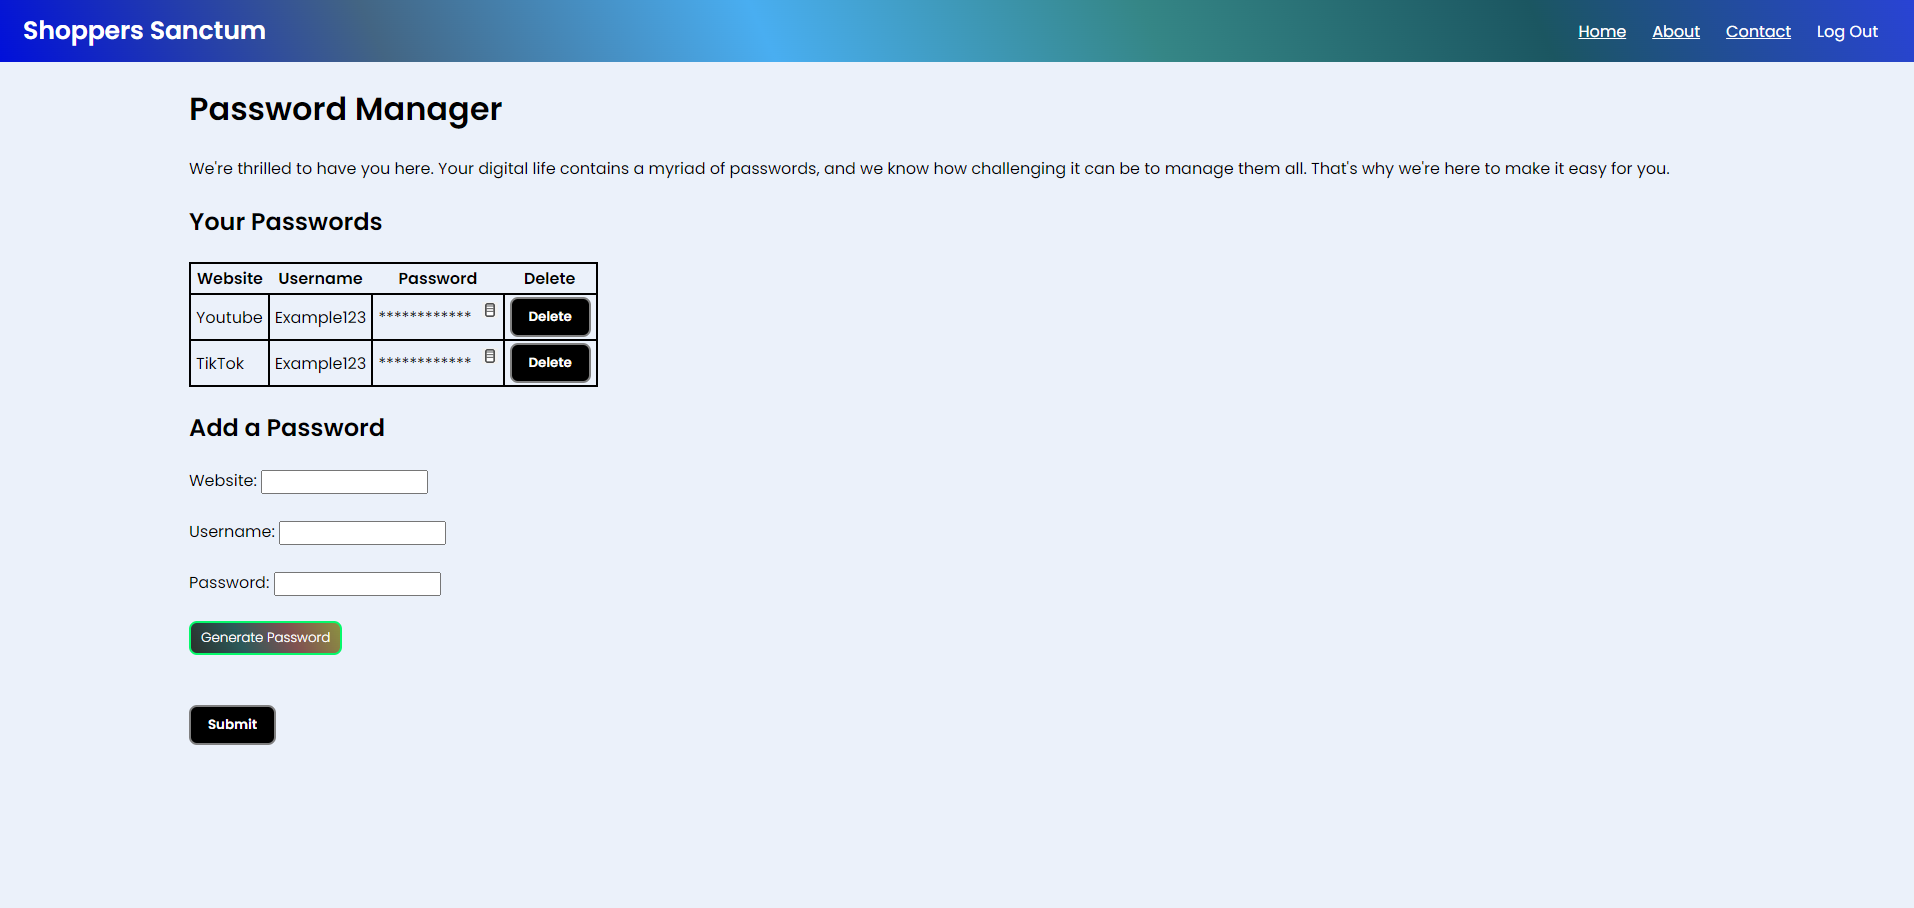 Shoppers Sanctum Home About Contact Log Out
Password Manager
We're thrilled to have you here. Your digital life contains a myriad of passwords, and we know how challenging it can be to manage them all. That's why we're here to make it easy for you.
Your Passwords
Website Username Password Delete
Youtube Example123 ************ Delete
TikTok Example123 ************ Delete
Add a Password
Website:
Username:
Password:
Generate Password
Submit